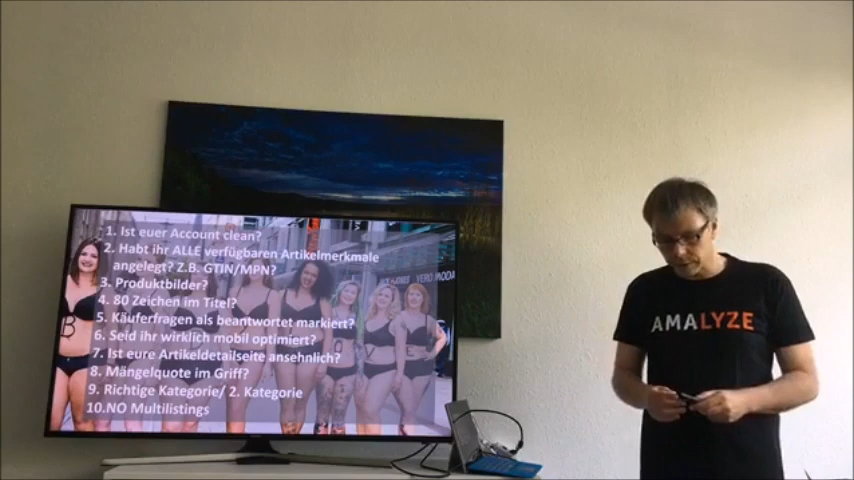 1. Ist euer Account clean?
2. Habt ihr ALLE verfügbaren Artikelmerkmale
angelegt? Z.B. GTIN/MPN?
3. Produktbilder?
4. 80 Zeichen im Titel?
5. Käuferfragen als beantwortet markiert?
6. Seid ihr wirklich mobil optimiert?
7. Ist eure Artikeldetailseite ansehnlich?
8. Mängelquote im Griff?
9. Richtige Kategorie/ 2. Kategorie
10.NO Multilistings
VERO MODA
B
O V E
AMALYZE